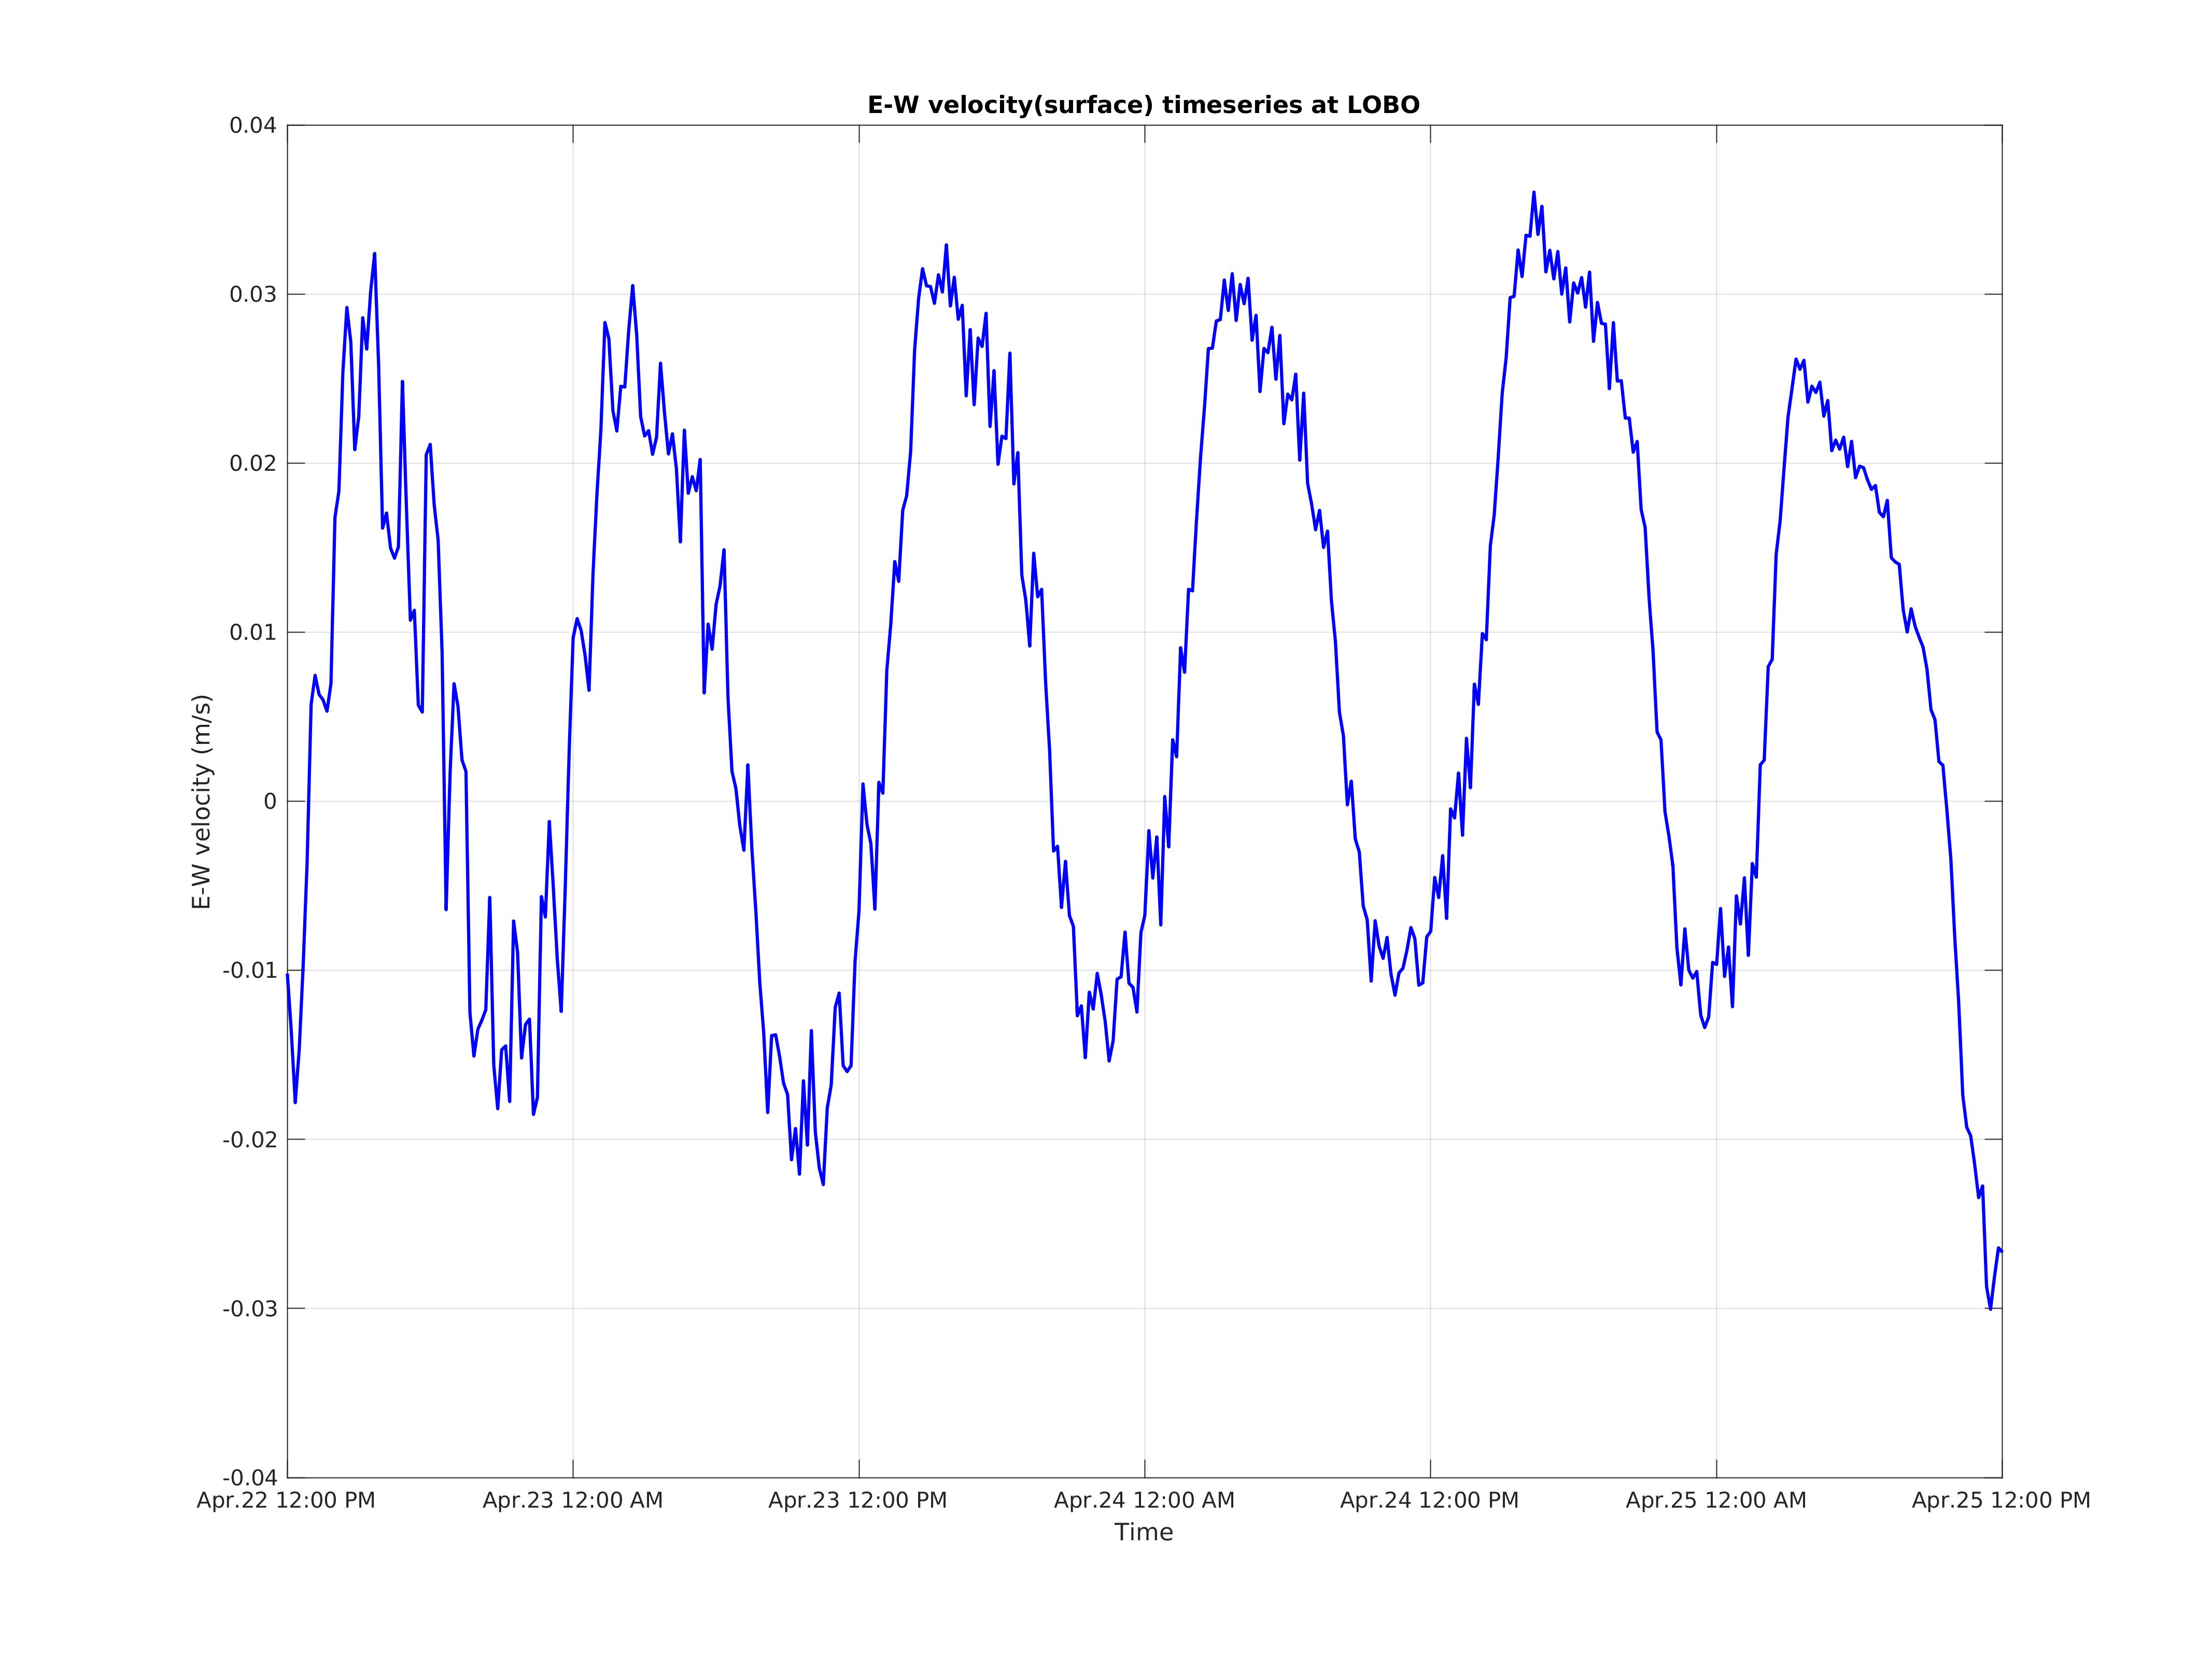 E-W velocity(surface) timeseries at LOBO
0.04
0.03
0.02
0.01
0
-0.01
-0.02
-0.03
-0.04
E-W velocity (m/s)
Apr.22 12:00 PM
Apr.23 12:00 AM
Apr.23 12:00 PM
Apr.24 12:00 AM
Apr.24 12:00 PM
Apr.25 12:00 AM
Apr.25 12:00 PM
Time